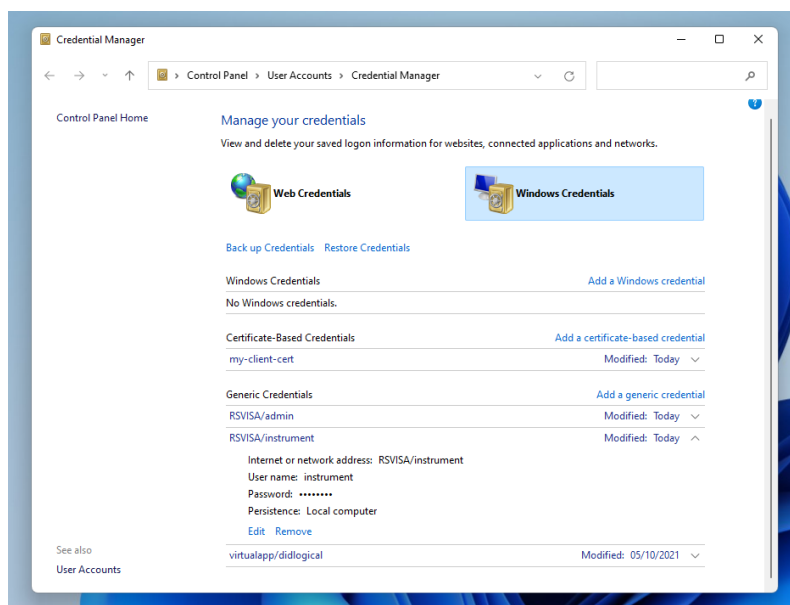 Credential Manager
Control Panel > User Accounts > Credential Manager
Control Panel Home
Manage your credentials
View and delete your saved logon information for websites, connected applications and networks.
Web Credentials
Windows Credentials
Back up Credentials Restore Credentials
Windows Credentials Add a Windows credential
No Windows credentials.
Certificate-Based Credentials Add a certificate-based credential
my-client-cert Modified: Today
Generic Credentials Add a generic credential
RSVISA/admin Modified: Today
RSVISA/instrument Modified: Today
Internet or network address: RSVISA/instrument
User name: instrument
Password: ••••••••
Persistence: Local computer
Edit Remove
virtualapp/didlogical Modified: 05/10/2021
See also
User Accounts